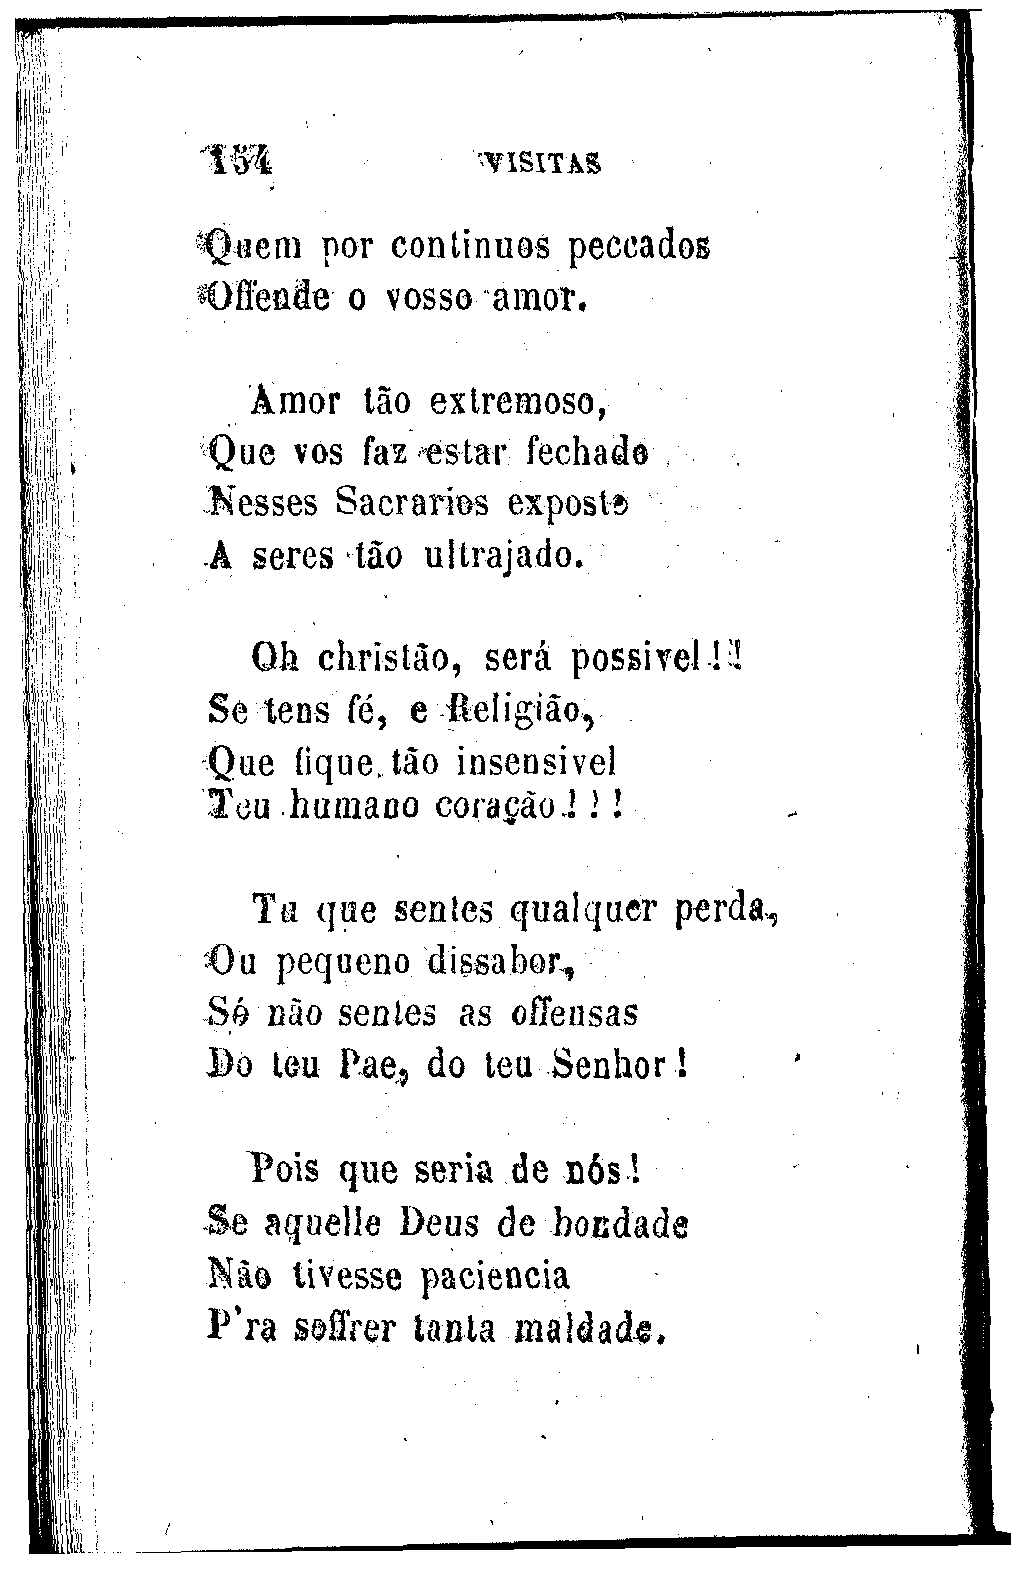 154 VISITAS
Quem por continuos peccados
Offende o vosso amor.
Amor tão extremoso,
Que vos faz estar fechado
Nesses Sacrarios exposto
A seres tão ultrajado.
Oh christão, será possivel!!!
Se tens fé, e Religião,
Que fique tão insensivel
Teu humano coração!!!
Tu que sentes qualquer perda,
Ou pequeno dissabor,
Só não sentes as offensas
Do teu Pae, do teu Senhor!
Pois que seria de nós!
Se aquelle Deus de bondade
Não tivesse paciencia
P'ra soffrer tanta maldade.